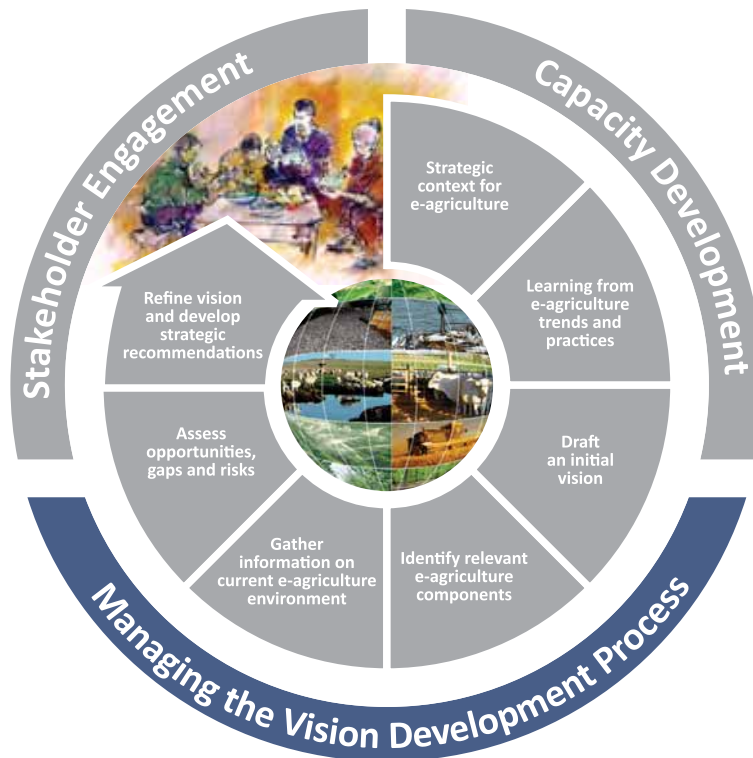 Stakeholder Engagement
Capacity Development
Strategic
context for
e-agriculture
Learning from
e-agriculture
trends and
practices
Draft
an initial
vision
Identify relevant
e-agriculture
components
Gather
information on
current e-agriculture
environment
Assess
opportunities,
gaps and risks
Refine vision
and develop
strategic
recommendations
Managing the Vision Development Process